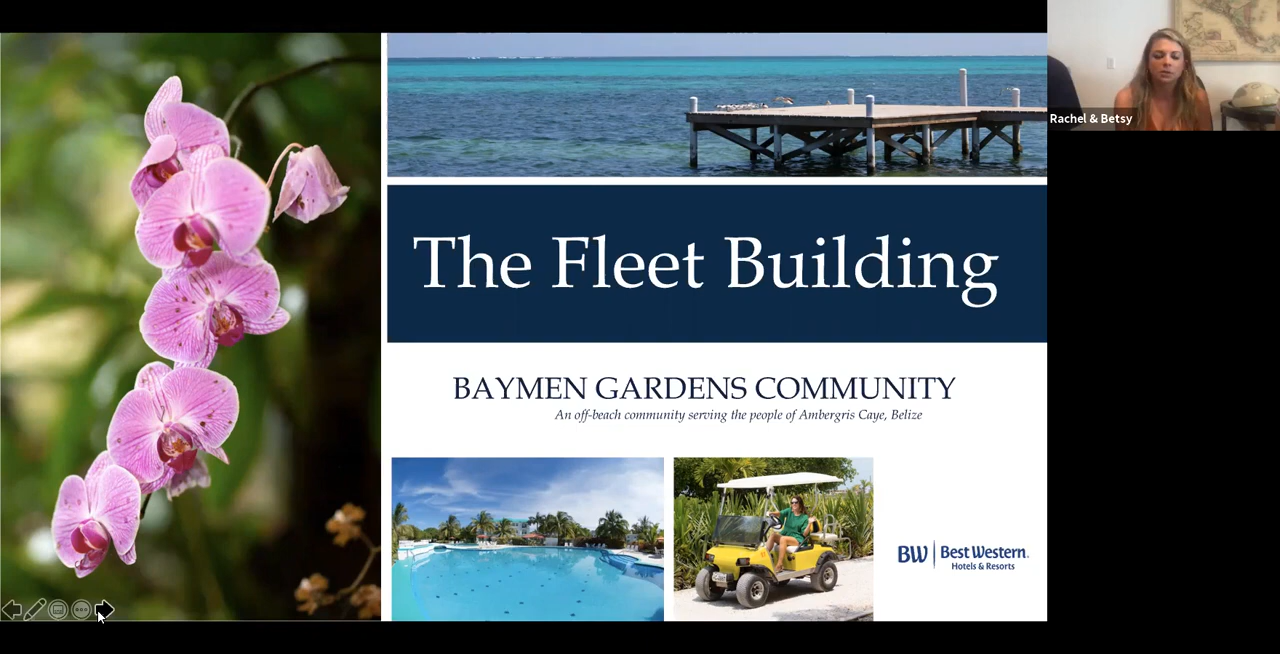 Rachel & Betsy
The Fleet Building
BAYMEN GARDENS COMMUNITY
An off-beach community serving the people of Ambergris Caye, Belize
BW Best Western.
Hotels & Resorts